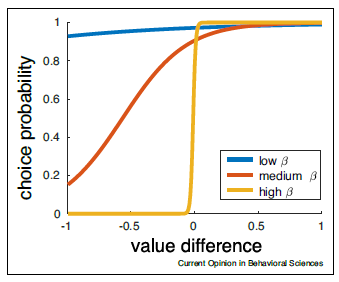 1
0.8
0.6
0.4
0.2
0
choice probability
low β
medium β
high β
-1 -0.5 0 0.5 1
value difference
Current Opinion in Behavioral Sciences